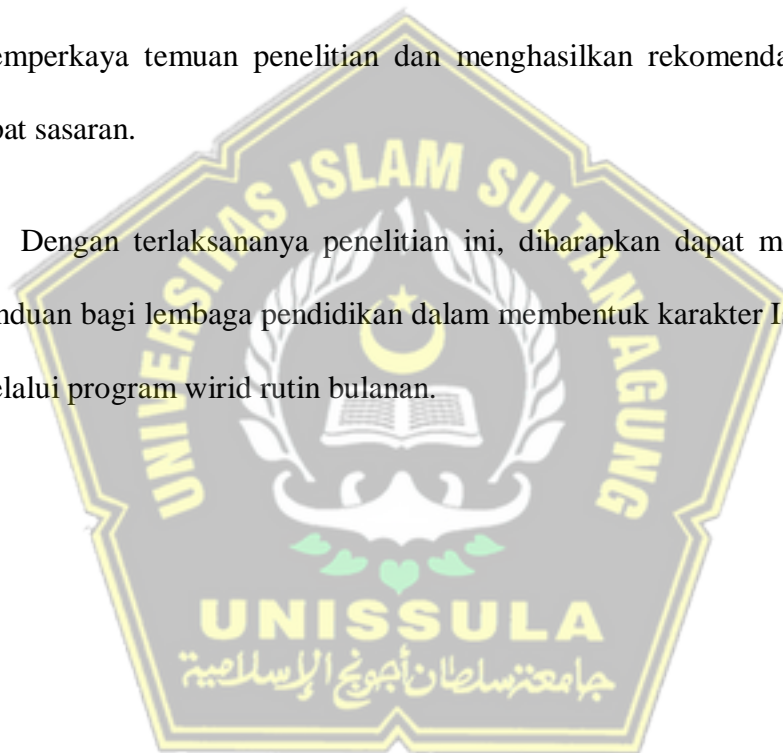 emperkaya temuan penelitian dan menghasilkan rekomenda
pat sasaran.
Dengan terlaksananya penelitian ini, diharapkan dapat m
nduan bagi lembaga pendidikan dalam membentuk karakter I
elalui program wirid rutin bulanan.
UNIVERSITAS ISLAM SULTAN AGUNG
UNISSULA
جامعة سلطان أجونج الإسلامية